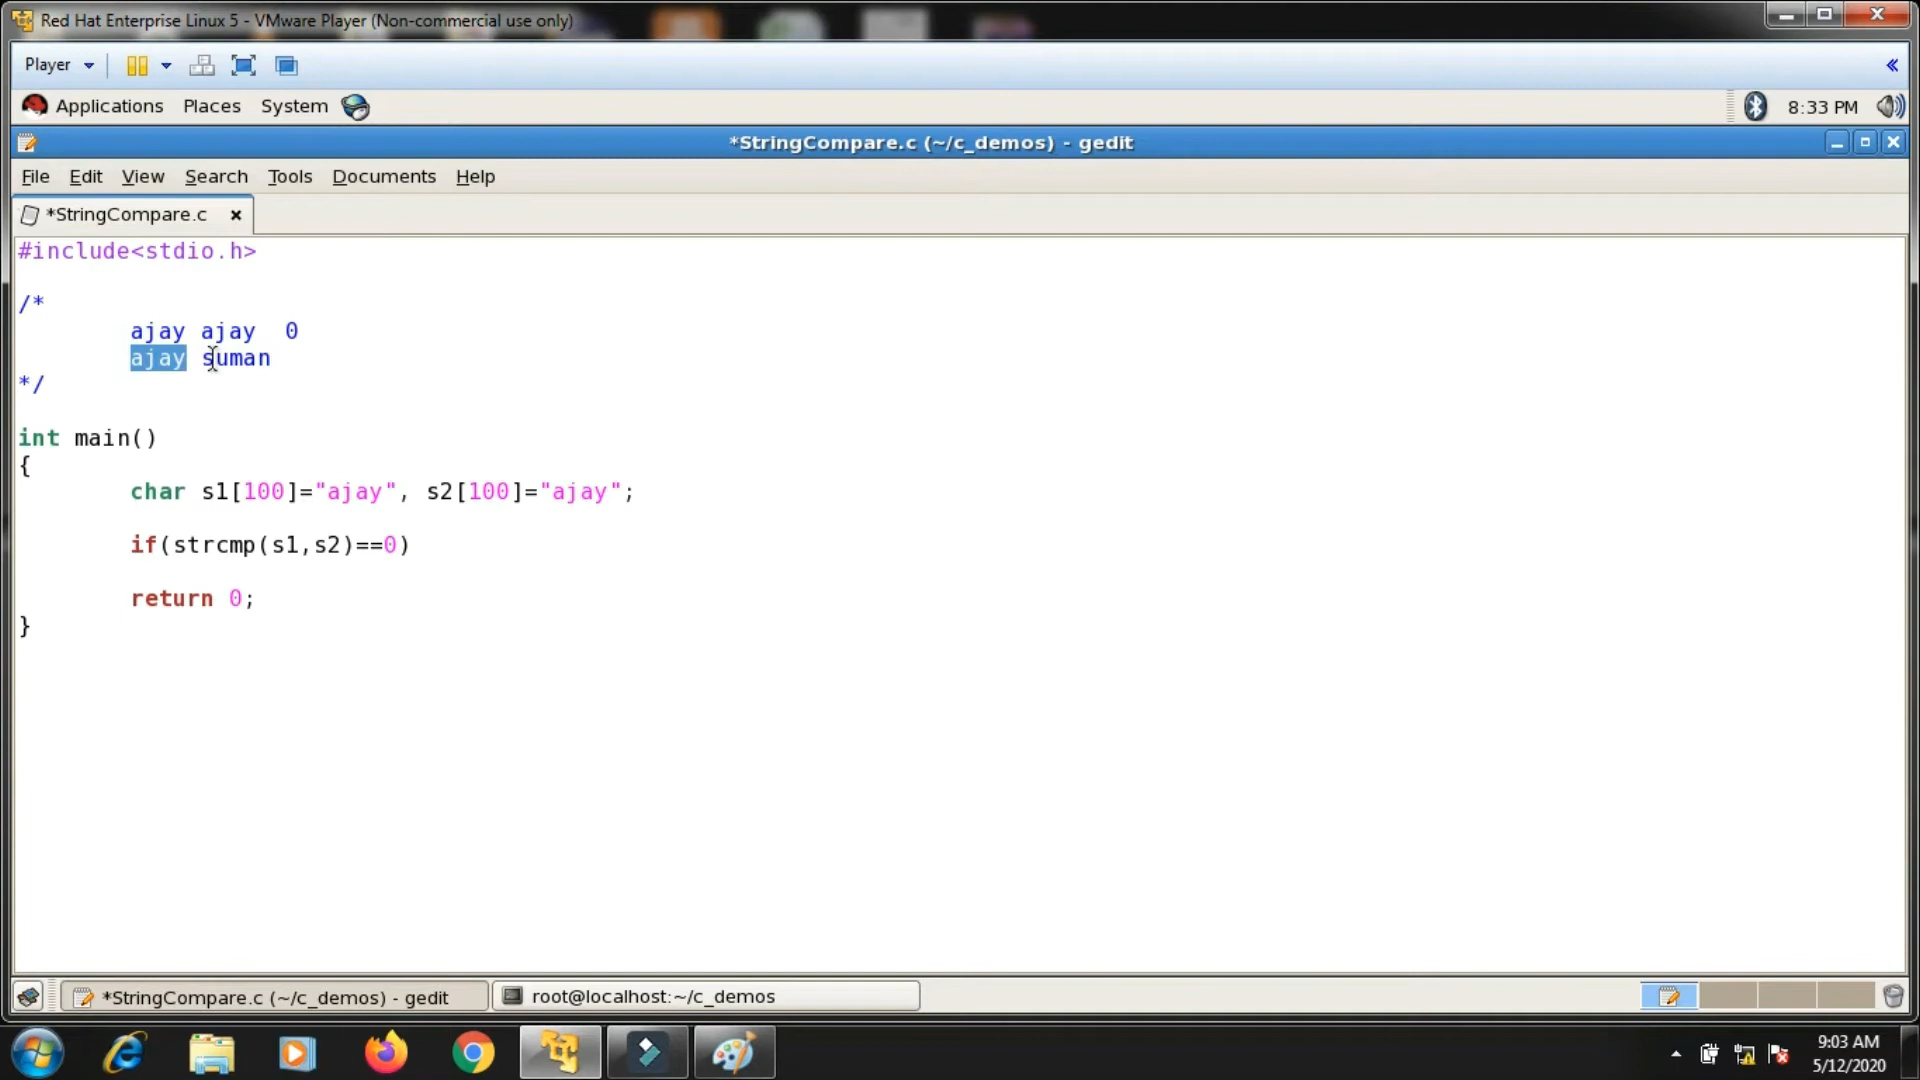 Red Hat Enterprise Linux 5 - VMware Player (Non-commercial use only)
Player
Applications Places System 8:33 PM
*StringCompare.c (~/c_demos) - gedit
File Edit View Search Tools Documents Help
*StringCompare.c
#include<stdio.h>
/*
ajay ajay 0
ajay suman
*/
int main()
{
char s1[100]="ajay", s2[100]="ajay";
if(strcmp(s1,s2)==0)
return 0;
}
*StringCompare.c (~/c_demos) - gedit root@localhost:~/c_demos
9:03 AM
5/12/2020